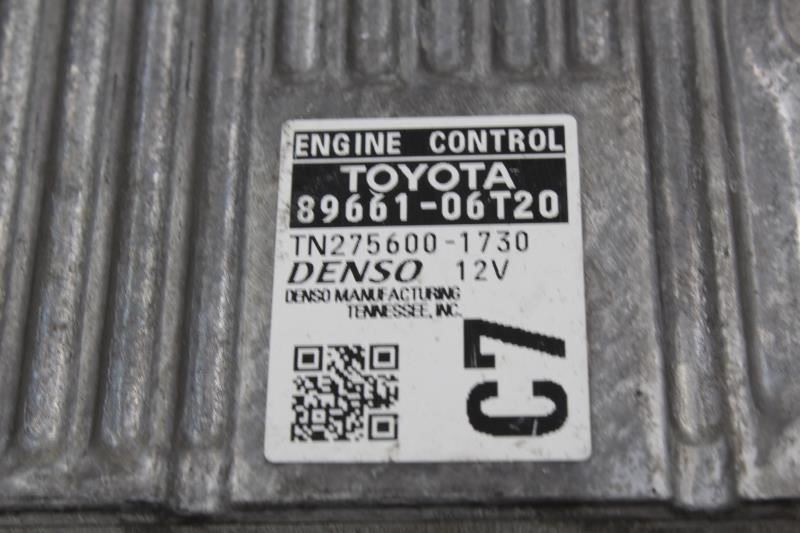 ENGINE CONTROL
TOYOTA
89661-06T20
TN275600-1730
DENSO 12V
DENSO MANUFACTURING
TENNESSEE, INC.
C7